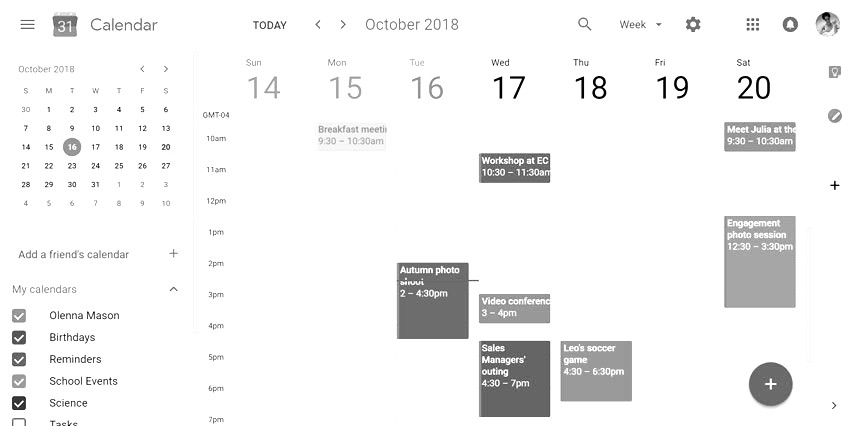 31 Calendar TODAY October 2018 Week
October 2018
S M T W T F S
30 1 2 3 4 5 6
7 8 9 10 11 12 13
14 15 16 17 18 19 20
21 22 23 24 25 26 27
28 29 30 31 1 2 3
4 5 6 7 8 9 10
Add a friend's calendar
My calendars
Olenna Mason
Birthdays
Reminders
School Events
Science
Tasks
Sun Mon Tue Wed Thu Fri Sat
14 15 16 17 18 19 20
GMT-04
10am
11am
12pm
1pm
2pm
3pm
4pm
5pm
6pm
7pm
Breakfast meetin
9:30 – 10:30am
Autumn photo
shoot
2 – 4:30pm
Workshop at EC
10:30 – 11:30am
Video conferenc
3 – 4pm
Sales
Managers'
outing
4:30 – 7pm
Leo's soccer
game
4:30 – 6:30pm
Meet Julia at the
9:30 – 10:30am
Engagement
photo session
12:30 – 3:30pm